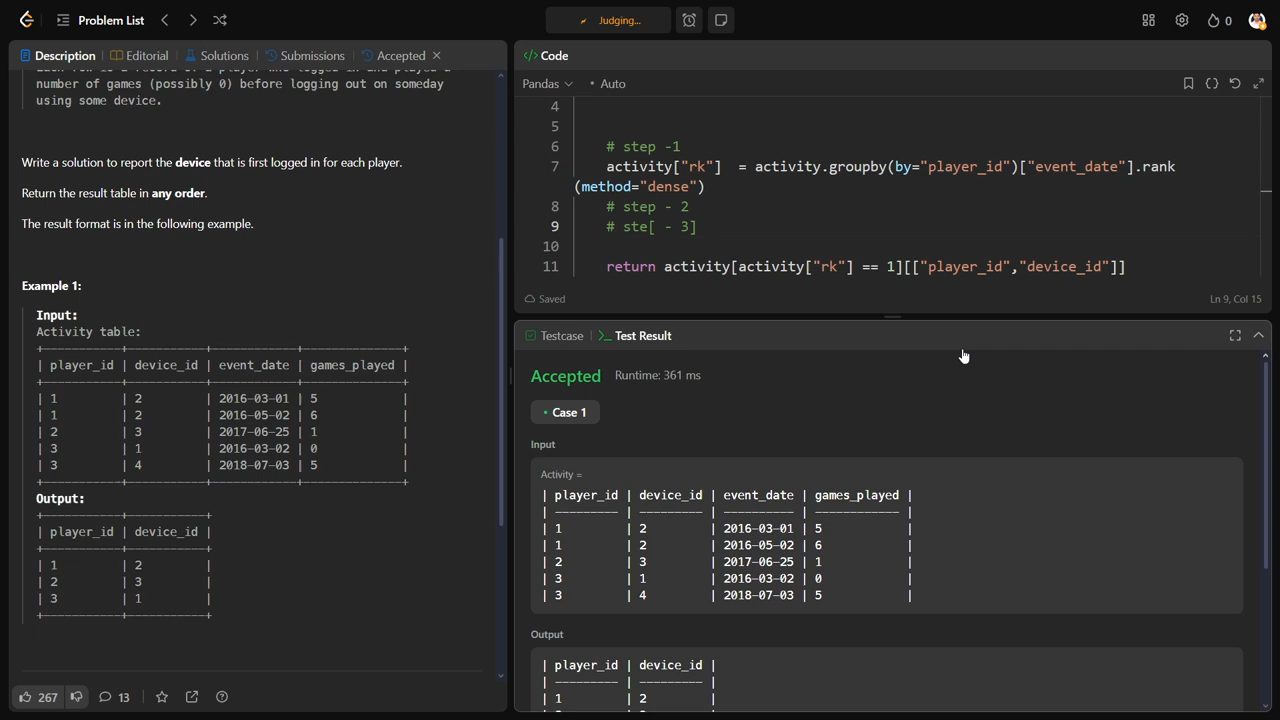 Problem List
Judging...
0
Description
Editorial
Solutions
Submissions
Accepted
number of games (possibly 0) before logging out on someday
using some device.
Write a solution to report the device that is first logged in for each player.
Return the result table in any order.
The result format is in the following example.
Example 1:
Input:
Activity table:
| player_id | device_id | event_date | games_played |
| 1 | 2 | 2016-03-01 | 5 |
| 1 | 2 | 2016-05-02 | 6 |
| 2 | 3 | 2017-06-25 | 1 |
| 3 | 1 | 2016-03-02 | 0 |
| 3 | 4 | 2018-07-03 | 5 |
Output:
| player_id | device_id |
| 1 | 2 |
| 2 | 3 |
| 3 | 1 |
267
13
</> Code
Pandas
• Auto
4
5
6 # step -1
7 activity["rk"] = activity.groupby(by="player_id")["event_date"].rank
(method="dense")
8 # step - 2
9 # ste[ - 3]
10
11 return activity[activity["rk"] == 1][["player_id","device_id"]]
Saved
Ln 9, Col 15
Testcase
Test Result
Accepted
Runtime: 361 ms
• Case 1
Input
Activity =
| player_id | device_id | event_date | games_played |
| 1 | 2 | 2016-03-01 | 5 |
| 1 | 2 | 2016-05-02 | 6 |
| 2 | 3 | 2017-06-25 | 1 |
| 3 | 1 | 2016-03-02 | 0 |
| 3 | 4 | 2018-07-03 | 5 |
Output
| player_id | device_id |
| 1 | 2 |